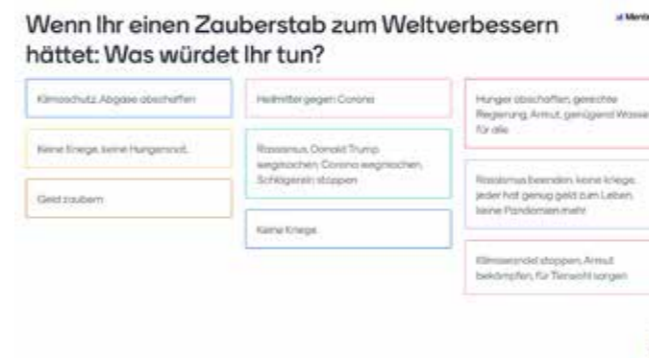 Wenn Ihr einen Zauberstab zum Weltverbessern
hättet: Was würdet Ihr tun?
Klimaschutz, Abgase abschaffen
Keine Kriege, keine Hungersnot.
Geld zaubern
Heilmittel gegen Corona
Rassismus, Donald Trump
wegmachen, Corona wegmachen,
Schlägerein stoppen
Keine Kriege
Hunger abschaffen, gerechte
Regierung, Armut, genügend Wasser
für alle
Rassismus beenden, keine kriege,
jeder hat genug geld zum Leben,
keine Pandemien mehr
Klimawandel stoppen, Armut
bekämpfen, für Tierwohl sorgen